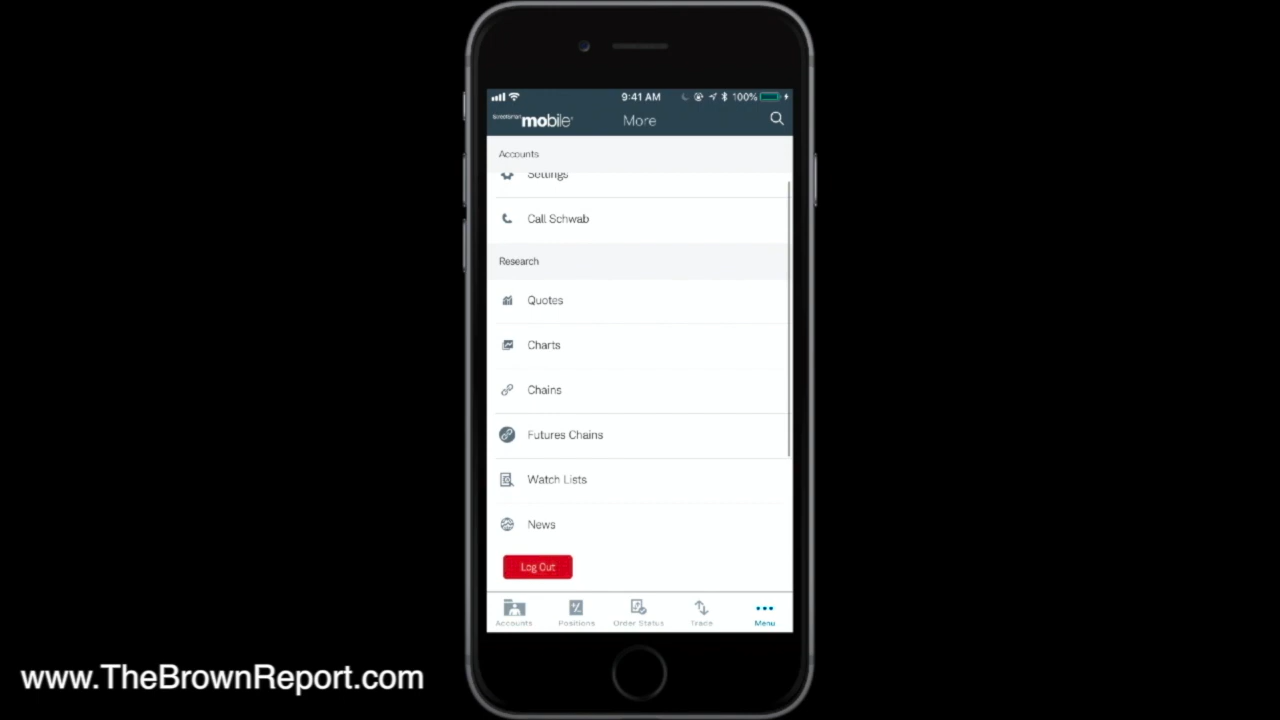 9:41 AM
100%
StreetSmart mobile
More
Accounts
Settings
Call Schwab
Research
Quotes
Charts
Chains
Futures Chains
Watch Lists
News
Log Out
Accounts
Positions
Order Status
Trade
Menu
www.TheBrownReport.com